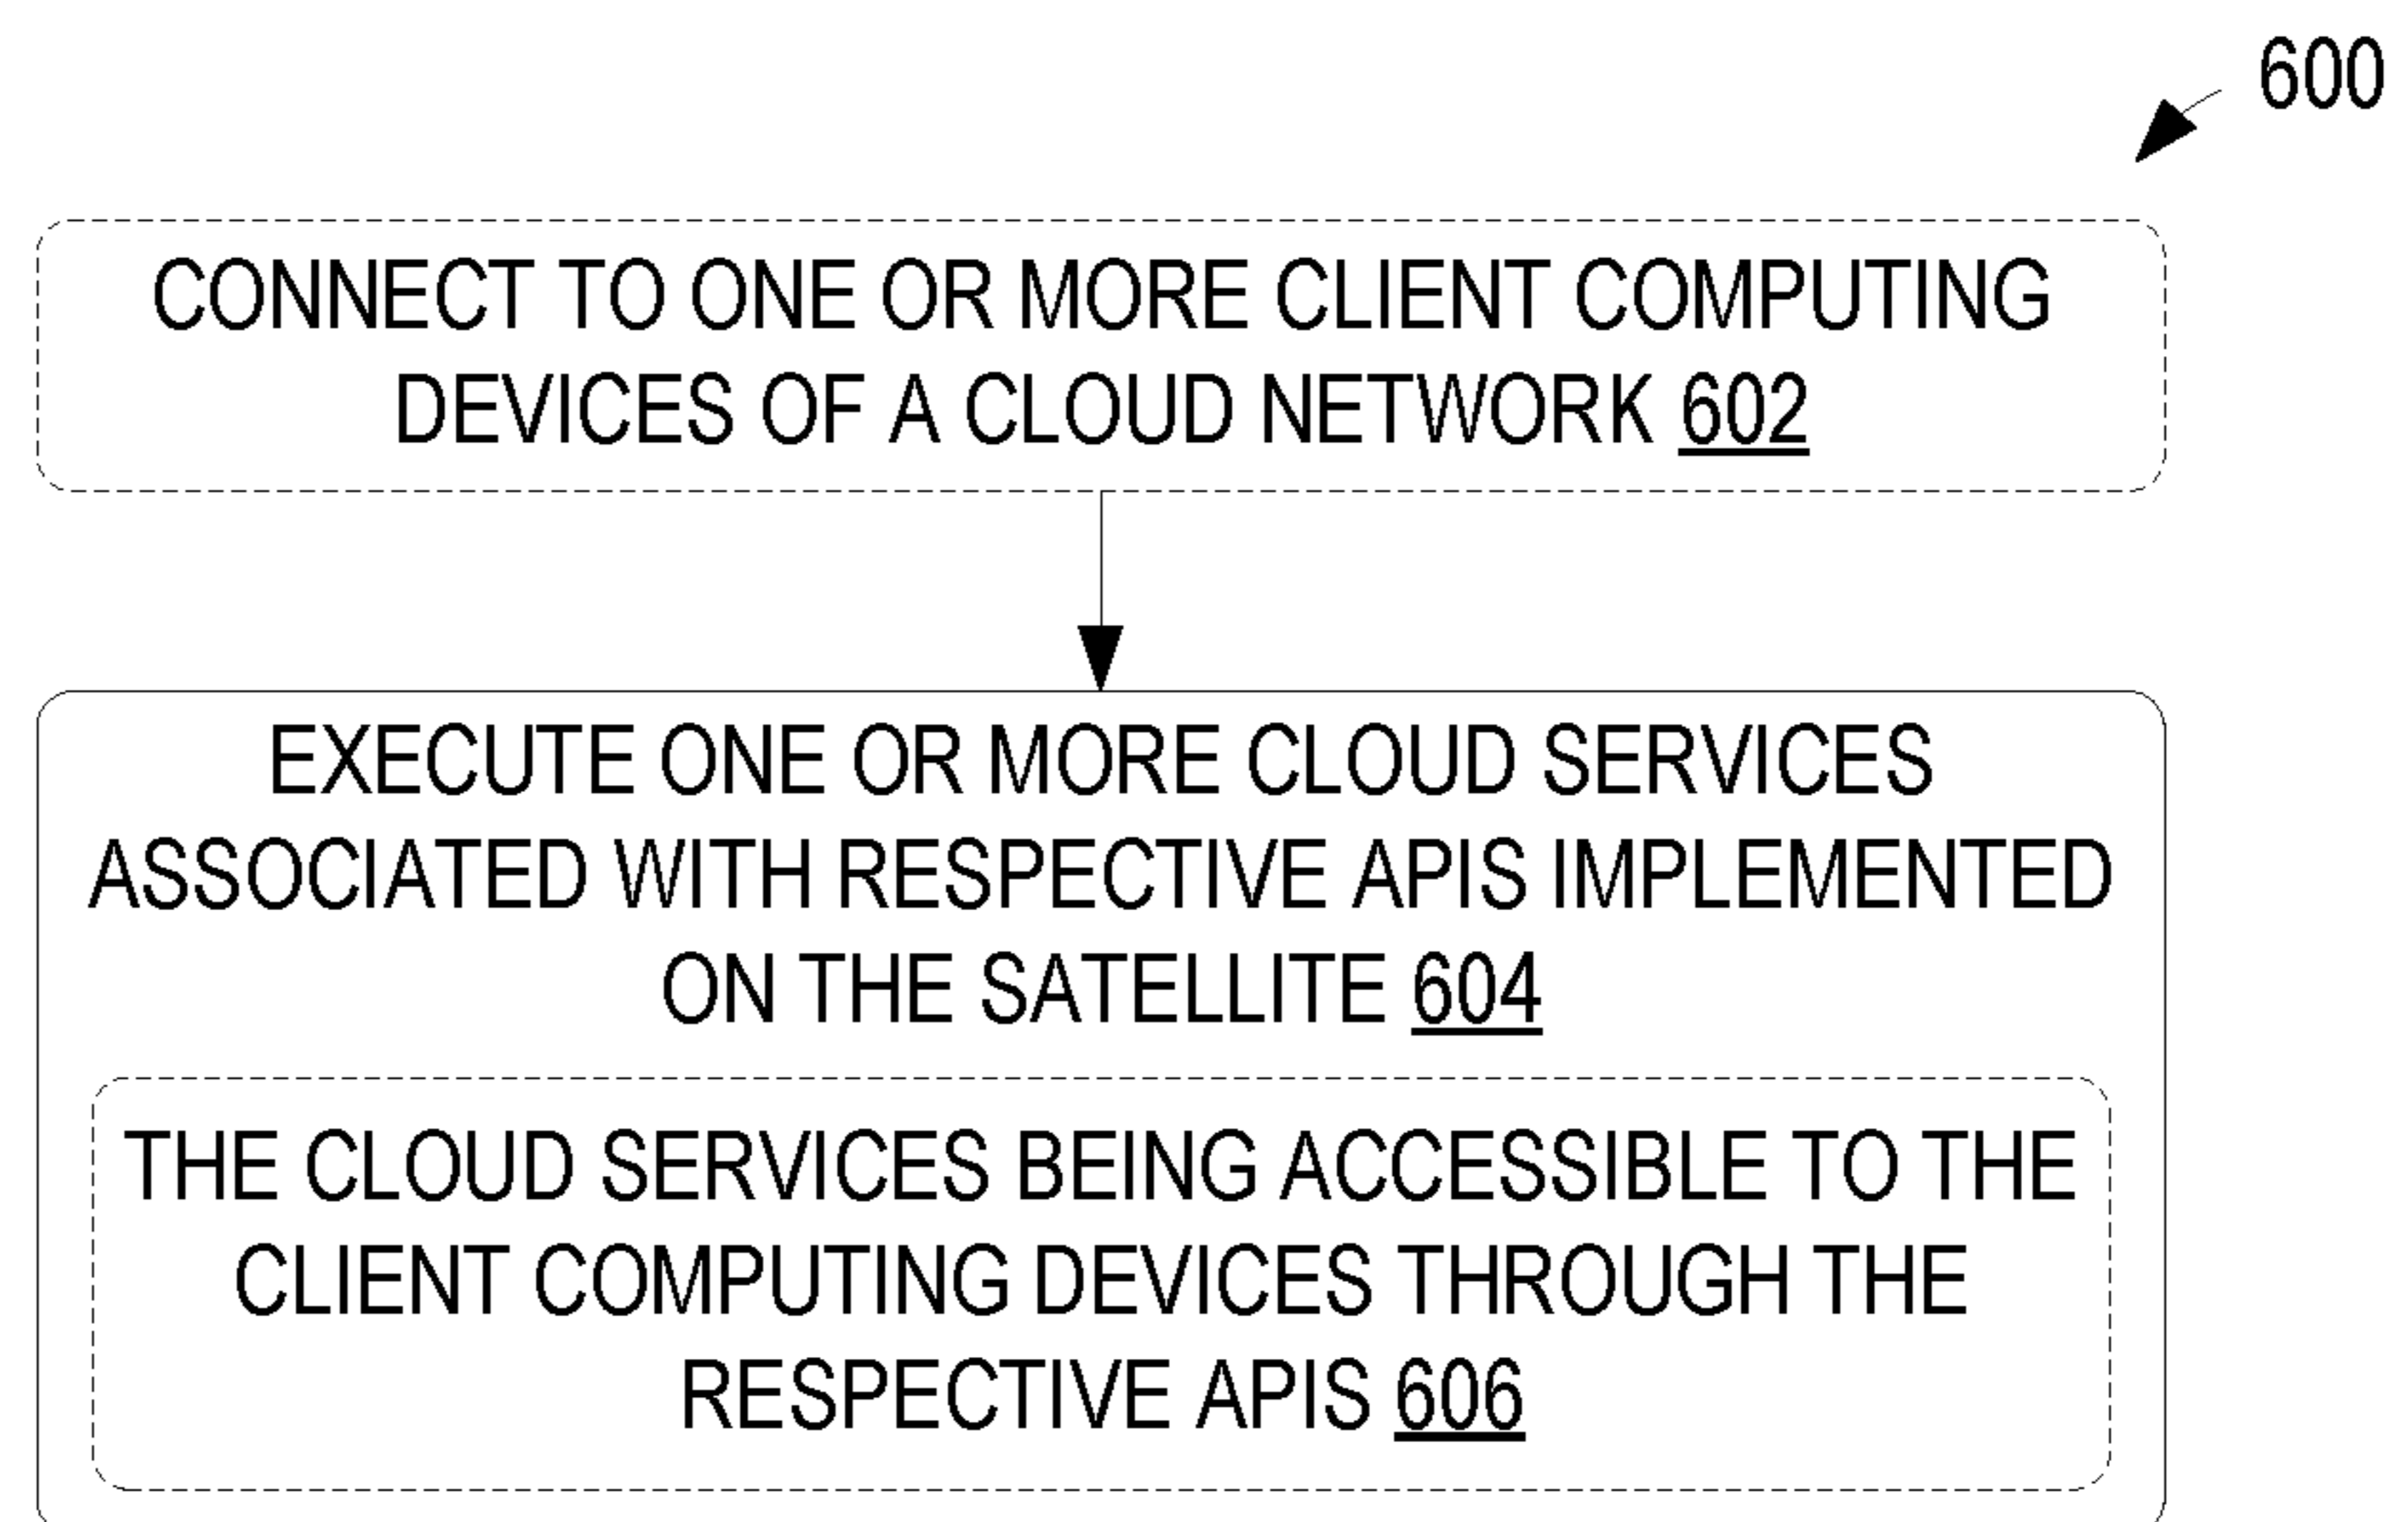 600
CONNECT TO ONE OR MORE CLIENT COMPUTING
DEVICES OF A CLOUD NETWORK 602
EXECUTE ONE OR MORE CLOUD SERVICES
ASSOCIATED WITH RESPECTIVE APIS IMPLEMENTED
ON THE SATELLITE 604
THE CLOUD SERVICES BEING ACCESSIBLE TO THE
CLIENT COMPUTING DEVICES THROUGH THE
RESPECTIVE APIS 606